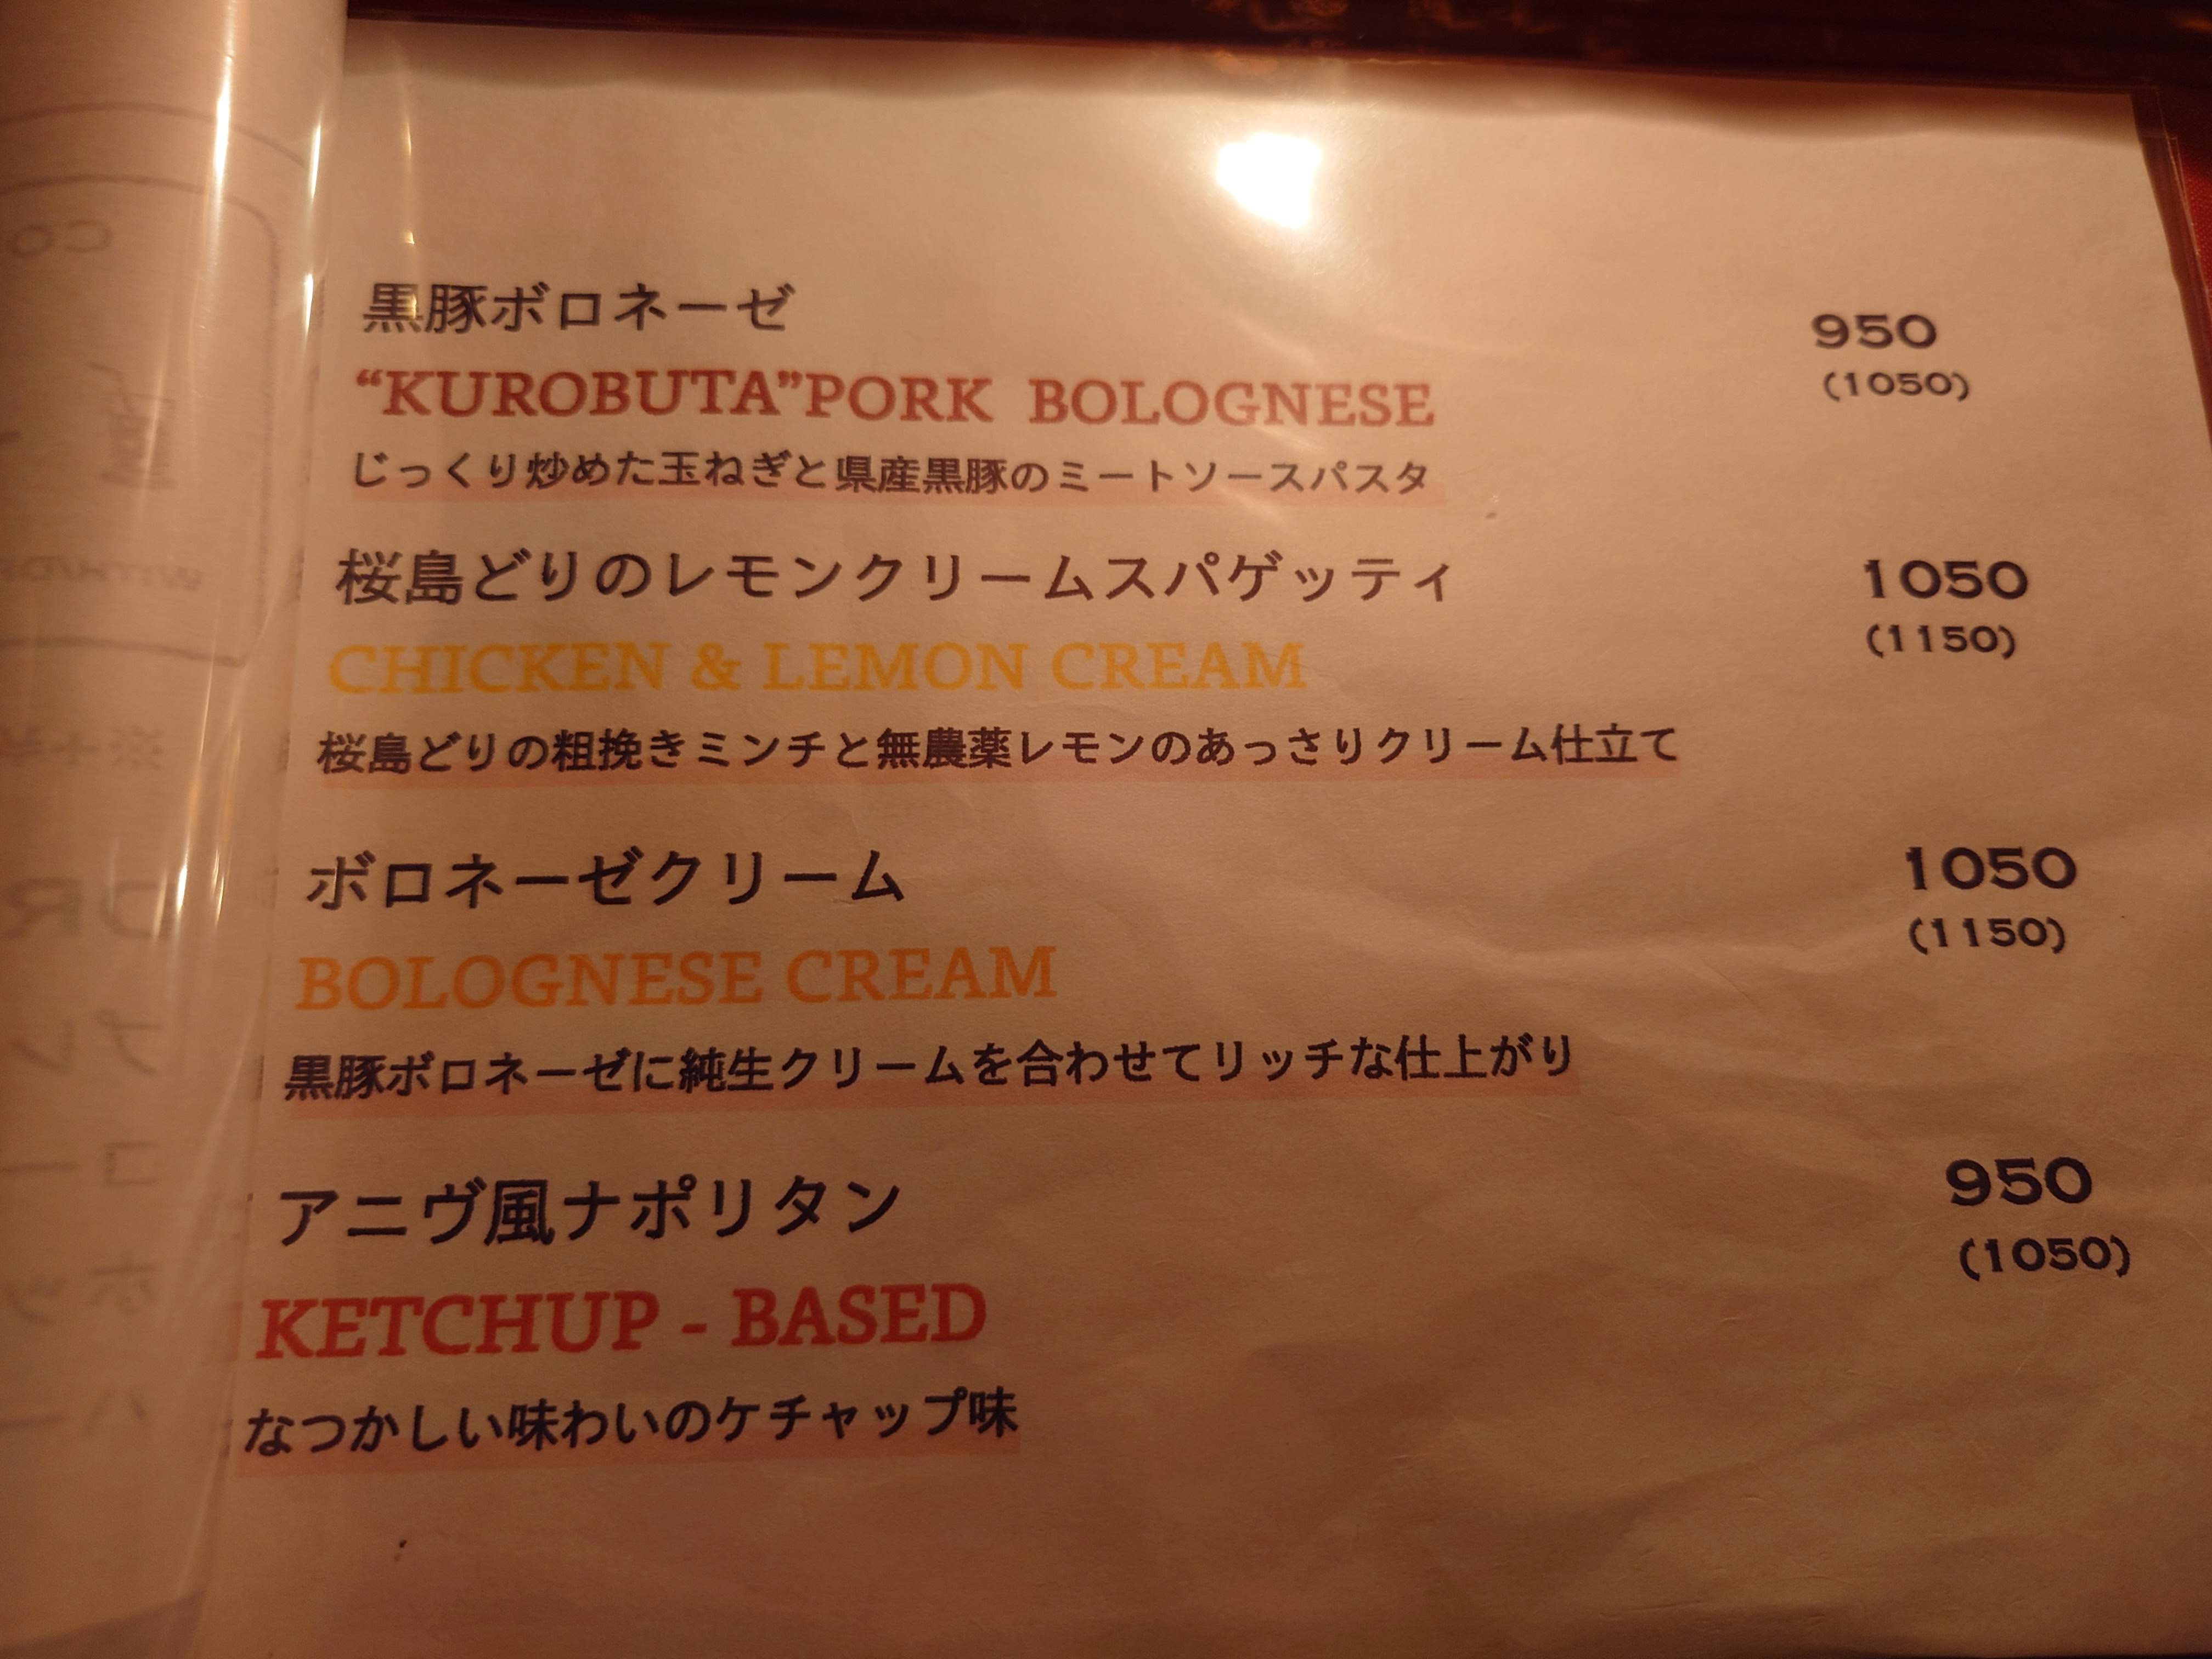 黒豚ボロネーゼ
950
“KUROBUTA”PORK BOLOGNESE
(1050)
じっくり炒めた玉ねぎと県産黒豚のミートソースパスタ
桜島どりのレモンクリームスパゲッティ
1050
CHICKEN & LEMON CREAM
(1150)
桜島どりの粗挽きミンチと無農薬レモンのあっさりクリーム仕立て
ボロネーゼクリーム
1050
BOLOGNESE CREAM
(1150)
黒豚ボロネーゼに純生クリームを合わせてリッチな仕上がり
アニヴ風ナポリタン
950
KETCHUP - BASED
(1050)
なつかしい味わいのケチャップ味